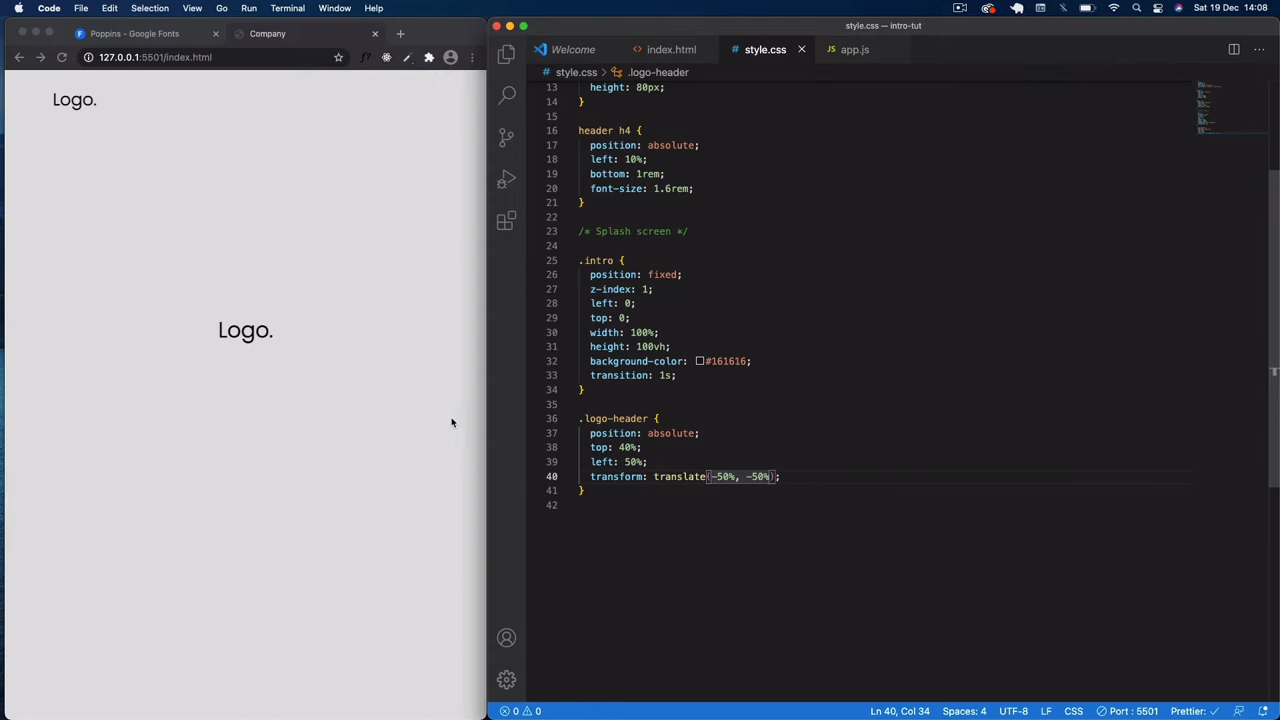 Code File Edit Selection View Go Run Terminal Window Help
Sat 19 Dec 14:08
Poppins - Google Fonts
Company
127.0.0.1:5501/index.html
f?
Logo.
Logo.
style.css — intro-tut
Welcome
index.html
style.css
app.js
style.css > .logo-header
13 height: 80px;
14 }
15
16 header h4 {
17 position: absolute;
18 left: 10%;
19 bottom: 1rem;
20 font-size: 1.6rem;
21 }
22
23 /* Splash screen */
24
25 .intro {
26 position: fixed;
27 z-index: 1;
28 left: 0;
29 top: 0;
30 width: 100%;
31 height: 100vh;
32 background-color: #161616;
33 transition: 1s;
34 }
35
36 .logo-header {
37 position: absolute;
38 top: 40%;
39 left: 50%;
40 transform: translate(-50%, -50%);
41 }
42
0 0
Ln 40, Col 34 Spaces: 4 UTF-8 LF CSS Port : 5501 Prettier: ✓